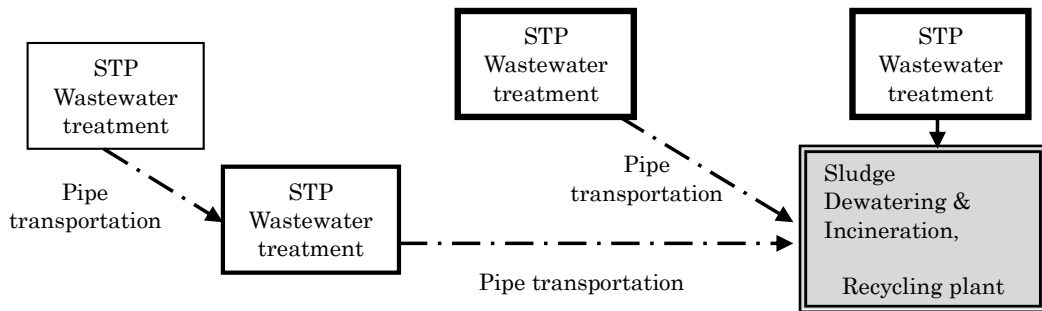 STP
Wastewater
treatment
STP
Wastewater
treatment
STP
Wastewater
treatment
Pipe
transportation
STP
Wastewater
treatment
Pipe
transportation
Sludge
Dewatering &
Incineration,
Recycling plant
Pipe transportation